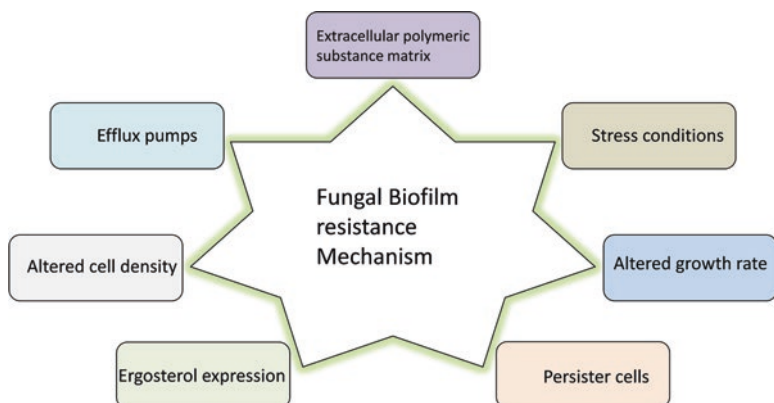 Extracellular polymeric
substance matrix
Efflux pumps
Stress conditions
Fungal Biofilm
resistance
Mechanism
Altered cell density
Altered growth rate
Ergosterol expression
Persister cells